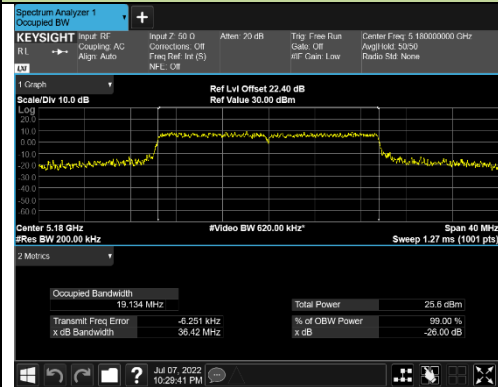 Spectrum Analyzer 1
Occupied BW
KEYSIGHT Input: RF Input Z: 50 Ω Atten: 20 dB Trig: Free Run Center Freq: 5.180000000 GHz
RL Coupling: AC Corrections: Off Gate: Off Avg|Hold: 50/50
Align: Auto Freq Ref: Int (S) #IF Gain: Low Radio Std: None
LXI NFE: Off
1 Graph Ref Lvl Offset 22.40 dB
Scale/Div 10.0 dB Ref Value 30.00 dBm
Log
20.0
10.0
0.00
-10.0
-20.0
-30.0
-40.0
-50.0
-60.0
Center 5.18 GHz #Video BW 620.00 kHz* Span 40 MHz
#Res BW 200.00 kHz Sweep 1.27 ms (1001 pts)
2 Metrics
Occupied Bandwidth
19.134 MHz Total Power 25.6 dBm
Transmit Freq Error -6.251 kHz % of OBW Power 99.00 %
x dB Bandwidth 36.42 MHz x dB -26.00 dB
? Jul 07, 2022
10:29:41 PM